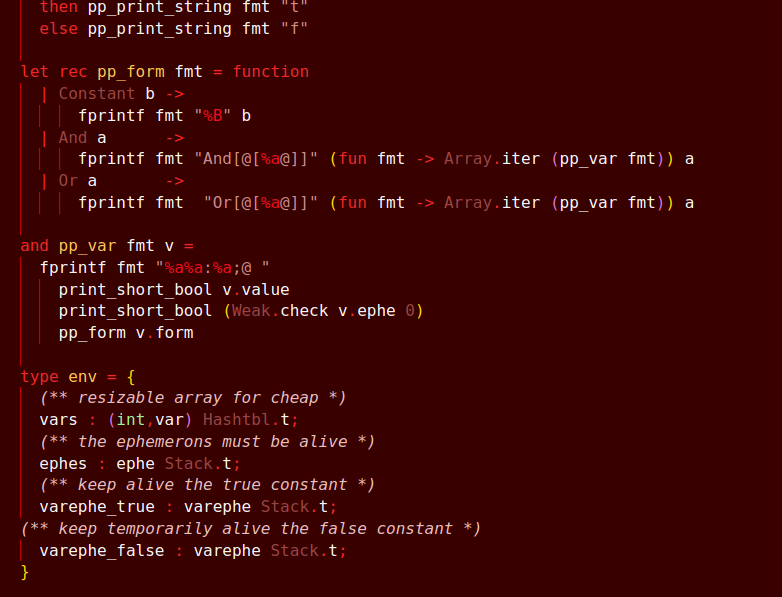 then pp_print_string fmt "t"
else pp_print_string fmt "f"
let rec pp_form fmt = function
| Constant b ->
fprintf fmt "%B" b
| And a ->
fprintf fmt "And[@[%a@]]" (fun fmt -> Array.iter (pp_var fmt)) a
| Or a ->
fprintf fmt "Or[@[%a@]]" (fun fmt -> Array.iter (pp_var fmt)) a
and pp_var fmt v =
fprintf fmt "%a%a:%a;@ "
print_short_bool v.value
print_short_bool (Weak.check v.ephe 0)
pp_form v.form
type env = {
(** resizable array for cheap *)
vars : (int,var) Hashtbl.t;
(** the ephemerons must be alive *)
ephes : ephe Stack.t;
(** keep alive the true constant *)
varephe_true : varephe Stack.t;
(** keep temporarily alive the false constant *)
varephe_false : varephe Stack.t;
}